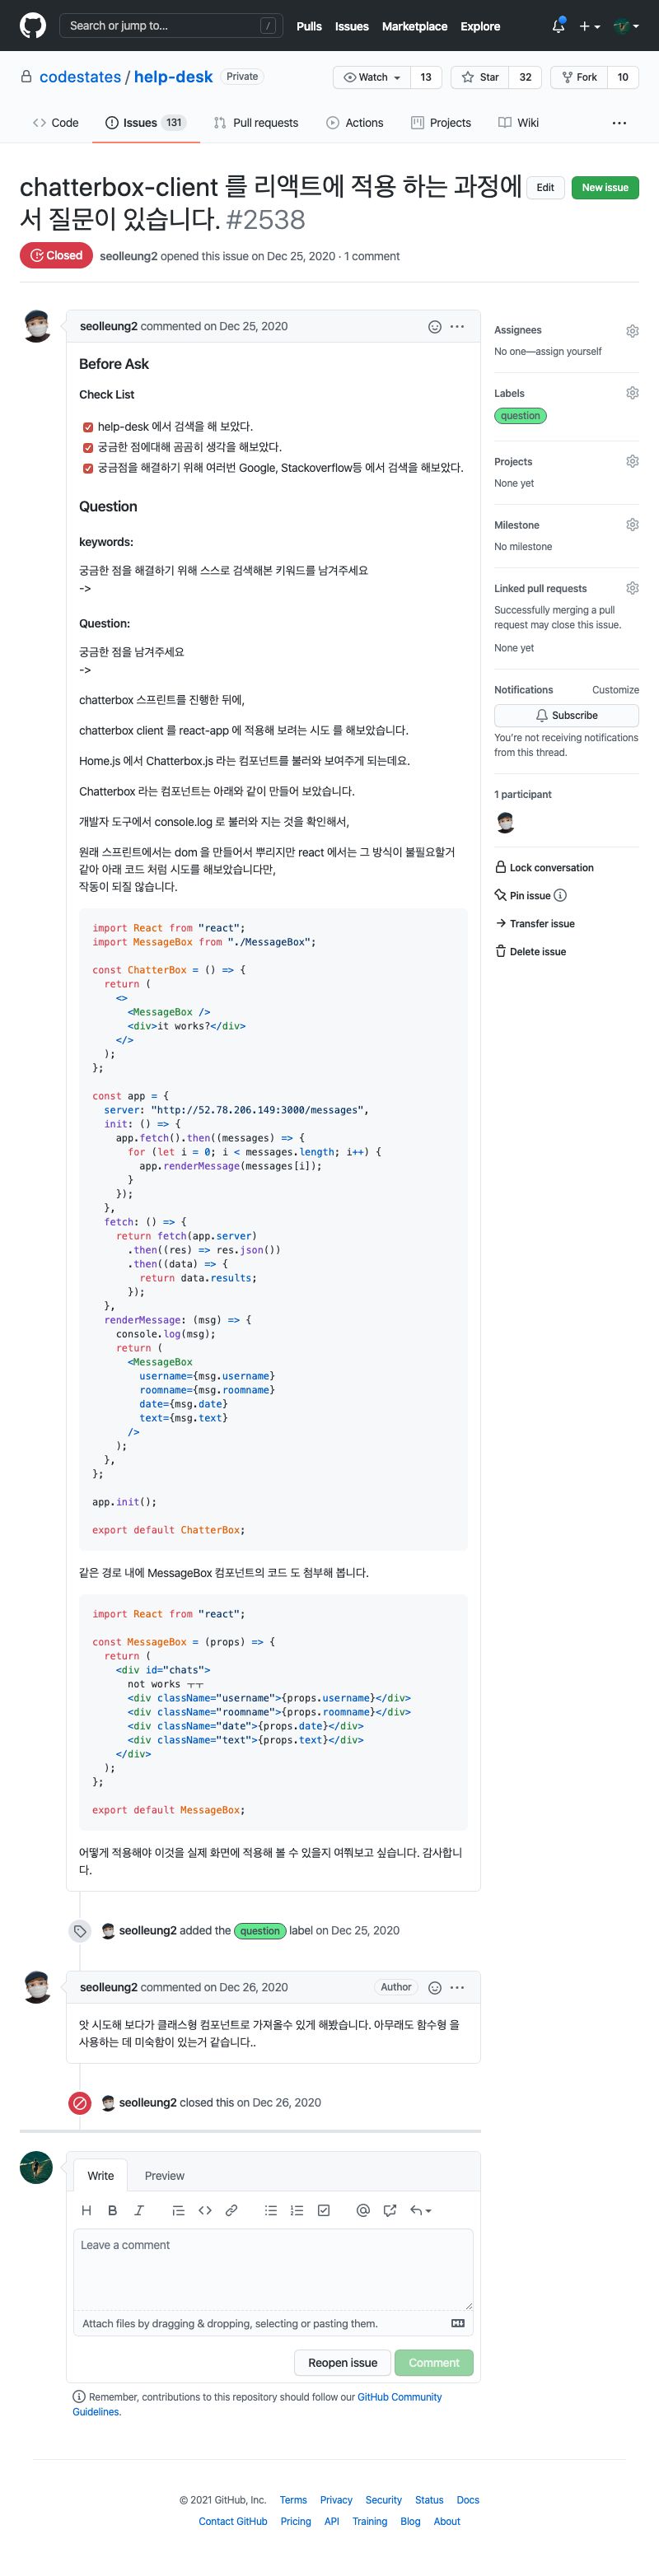 Search or jump to...
/
Pulls
Issues
Marketplace
Explore
codestates / help-desk
Private
Watch
13
Star
32
Fork
10
Code
Issues 131
Pull requests
Actions
Projects
Wiki
chatterbox-client 를 리액트에 적용 하는 과정에
서 질문이 있습니다. #2538
Edit
New issue
Closed
seolleung2 opened this issue on Dec 25, 2020 · 1 comment
seolleung2 commented on Dec 25, 2020
Before Ask
Check List
help-desk 에서 검색을 해 보았다.
궁금한 점에대해 곰곰히 생각을 해보았다.
궁금점을 해결하기 위해 여러번 Google, Stackoverflow등 에서 검색을 해보았다.
Question
keywords:
궁금한 점을 해결하기 위해 스스로 검색해본 키워드를 남겨주세요
->
Question:
궁금한 점을 남겨주세요
->
chatterbox 스프린트를 진행한 뒤에,
chatterbox client 를 react-app 에 적용해 보려는 시도 를 해보았습니다.
Home.js 에서 Chatterbox.js 라는 컴포넌트를 불러와 보여주게 되는데요.
Chatterbox 라는 컴포넌트는 아래와 같이 만들어 보았습니다.
개발자 도구에서 console.log 로 불러와 지는 것을 확인해서,
원래 스프린트에서는 dom 을 만들어서 뿌리지만 react 에서는 그 방식이 불필요할거
같아 아래 코드 처럼 시도를 해보았습니다만,
작동이 되질 않습니다.
import React from "react";
import MessageBox from "./MessageBox";
const ChatterBox = () => {
return (
<>
<MessageBox />
<div>it works?</div>
</>
);
};
const app = {
server: "http://52.78.206.149:3000/messages",
init: () => {
app.fetch().then((messages) => {
for (let i = 0; i < messages.length; i++) {
app.renderMessage(messages[i]);
}
});
},
fetch: () => {
return fetch(app.server)
.then((res) => res.json())
.then((data) => {
return data.results;
});
},
renderMessage: (msg) => {
console.log(msg);
return (
<MessageBox
username={msg.username}
roomname={msg.roomname}
date={msg.date}
text={msg.text}
/>
);
},
};
app.init();
export default ChatterBox;
같은 경로 내에 MessageBox 컴포넌트의 코드 도 첨부해 봅니다.
import React from "react";
const MessageBox = (props) => {
return (
<div id="chats">
not works ㅜㅜ
<div className="username">{props.username}</div>
<div className="roomname">{props.roomname}</div>
<div className="date">{props.date}</div>
<div className="text">{props.text}</div>
</div>
);
};
export default MessageBox;
어떻게 적용해야 이것을 실제 화면에 적용해 볼 수 있을지 여쭤보고 싶습니다. 감사합니
다.
seolleung2 added the question label on Dec 25, 2020
seolleung2 commented on Dec 26, 2020
Author
앗 시도해 보다가 클래스형 컴포넌트로 가져올수 있게 해봤습니다. 아무래도 함수형 을
사용하는 데 미숙함이 있는거 같습니다..
seolleung2 closed this on Dec 26, 2020
Write
Preview
Leave a comment
Attach files by dragging & dropping, selecting or pasting them.
Reopen issue
Comment
Remember, contributions to this repository should follow our GitHub Community
Guidelines.
Assignees
No one—assign yourself
Labels
question
Projects
None yet
Milestone
No milestone
Linked pull requests
Successfully merging a pull
request may close this issue.
None yet
Notifications
Customize
Subscribe
You're not receiving notifications
from this thread.
1 participant
Lock conversation
Pin issue
Transfer issue
Delete issue
© 2021 GitHub, Inc.
Terms
Privacy
Security
Status
Docs
Contact GitHub
Pricing
API
Training
Blog
About